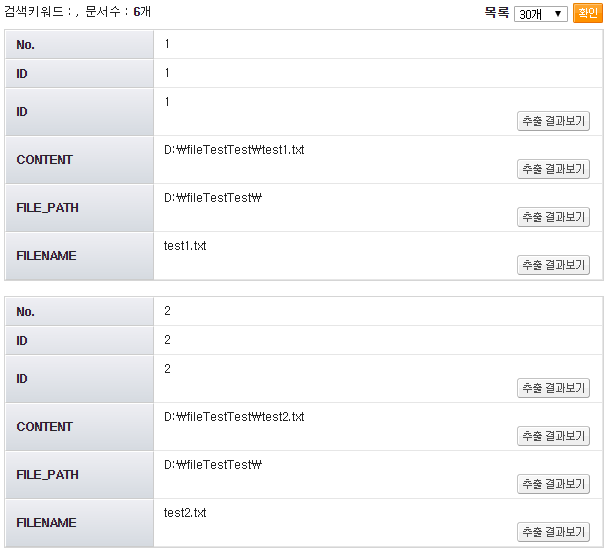 검색키워드 : , 문서수 : 6개 목록 30개 ▼ 확인
No. 1
ID 1
ID 1
추출 결과보기
CONTENT D:₩fileTestTest₩test1.txt
추출 결과보기
FILE_PATH D:₩fileTestTest₩
추출 결과보기
FILENAME test1.txt
추출 결과보기
No. 2
ID 2
ID 2
추출 결과보기
CONTENT D:₩fileTestTest₩test2.txt
추출 결과보기
FILE_PATH D:₩fileTestTest₩
추출 결과보기
FILENAME test2.txt
추출 결과보기